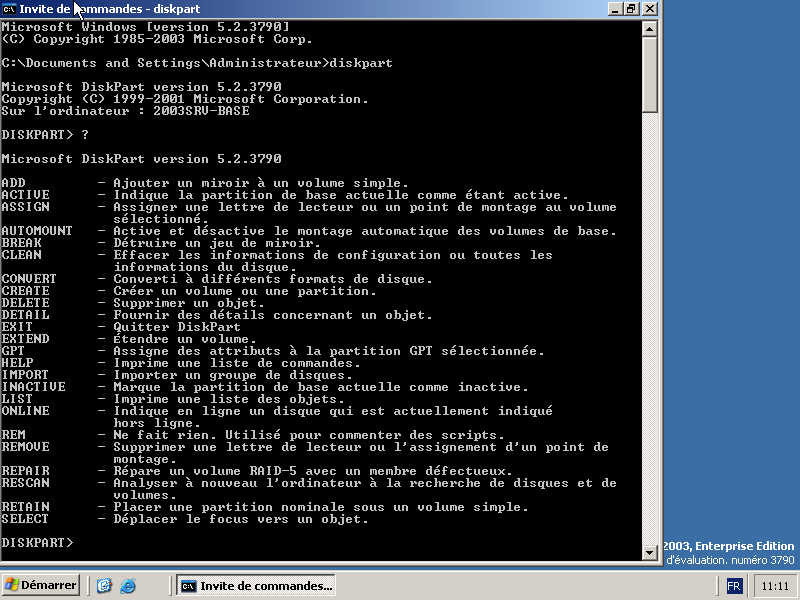 Invite de commandes - diskpart
Microsoft Windows [version 5.2.3790]
(C) Copyright 1985-2003 Microsoft Corp.
C:\Documents and Settings\Administrateur>diskpart
Microsoft DiskPart version 5.2.3790
Copyright (C) 1999-2001 Microsoft Corporation.
Sur l'ordinateur : 2003SRV-BASE
DISKPART> ?
Microsoft DiskPart version 5.2.3790
ADD - Ajouter un miroir à un volume simple.
ACTIVE - Indique la partition de base actuelle comme étant active.
ASSIGN - Assigner une lettre de lecteur ou un point de montage au volume
sélectionné.
AUTOMOUNT - Active et désactive le montage automatique des volumes de base.
BREAK - Détruire un jeu de miroir.
CLEAN - Effacer les informations de configuration ou toutes les
informations du disque.
CONVERT - Converti à différents formats de disque.
CREATE - Créer un volume ou une partition.
DELETE - Supprimer un objet.
DETAIL - Fournir des détails concernant un objet.
EXIT - Quitter DiskPart
EXTEND - Étendre un volume.
GPT - Assigne des attributs à la partition GPT sélectionnée.
HELP - Imprime une liste de commandes.
IMPORT - Importer un groupe de disques.
INACTIVE - Marque la partition de base actuelle comme inactive.
LIST - Imprime une liste des objets.
ONLINE - Indique en ligne un disque qui est actuellement indiqué
hors ligne.
REM - Ne fait rien. Utilisé pour commenter des scripts.
REMOVE - Supprimer une lettre de lecteur ou l'assignement d'un point de
montage.
REPAIR - Répare un volume RAID-5 avec un membre défectueux.
RESCAN - Analyser à nouveau l'ordinateur à la recherche de disques et de
volumes.
RETAIN - Placer une partition nominale sous un volume simple.
SELECT - Déplacer le focus vers un objet.
DISKPART>
2003, Enterprise Edition
d'évaluation. numéro 3790
Démarrer
Invite de commandes...
FR
11:11